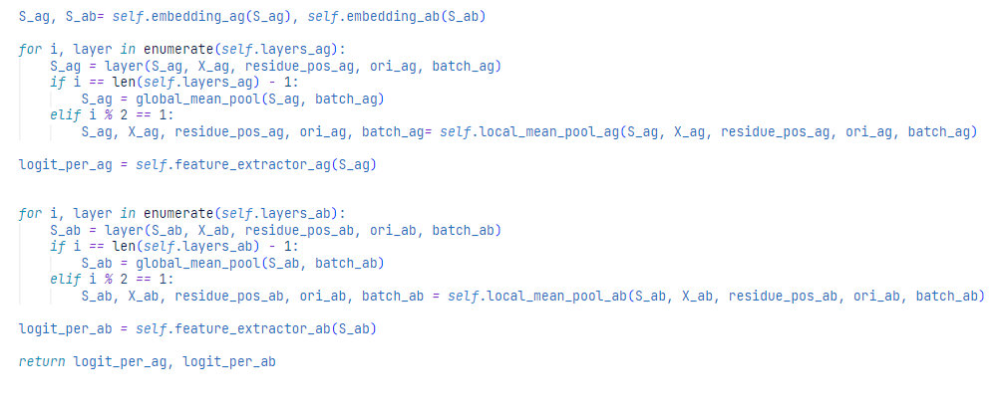 S_ag, S_ab= self.embedding_ag(S_ag), self.embedding_ab(S_ab)
for i, layer in enumerate(self.layers_ag):
    S_ag = layer(S_ag, X_ag, residue_pos_ag, ori_ag, batch_ag)
    if i == len(self.layers_ag) - 1:
        S_ag = global_mean_pool(S_ag, batch_ag)
    elif i % 2 == 1:
        S_ag, X_ag, residue_pos_ag, ori_ag, batch_ag= self.local_mean_pool_ag(S_ag, X_ag, residue_pos_ag, ori_ag, batch_ag)
logit_per_ag = self.feature_extractor_ag(S_ag)
for i, layer in enumerate(self.layers_ab):
    S_ab = layer(S_ab, X_ab, residue_pos_ab, ori_ab, batch_ab)
    if i == len(self.layers_ab) - 1:
        S_ab = global_mean_pool(S_ab, batch_ab)
    elif i % 2 == 1:
        S_ab, X_ab, residue_pos_ab, ori_ab, batch_ab = self.local_mean_pool_ab(S_ab, X_ab, residue_pos_ab, ori_ab, batch_ab)
logit_per_ab = self.feature_extractor_ab(S_ab)
return logit_per_ag, logit_per_ab